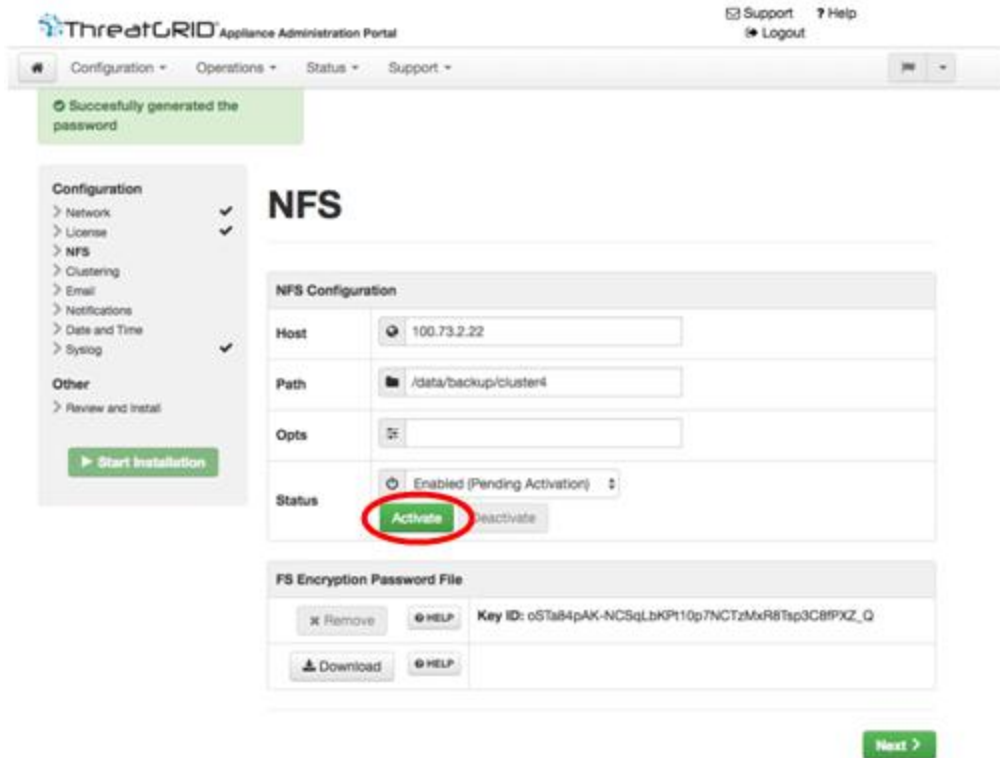 Support ? Help
ThreatGRID Appliance Administration Portal
Logout
Configuration Operations Status Support
Succesfully generated the
password
Configuration
Network
License
NFS
Clustering
Email
Notifications
Date and Time
Syslog
Other
Review and Install
Start Installation
NFS
NFS Configuration
Host 100.73.2.22
Path /data/backup/cluster4
Opts
Status Enabled (Pending Activation)
Activate Deactivate
FS Encryption Password File
Remove HELP Key ID: oSTa84pAK-NCSqLbKPt10p7NCTzMxR8Tsp3C8fPXZ_Q
Download HELP
Next